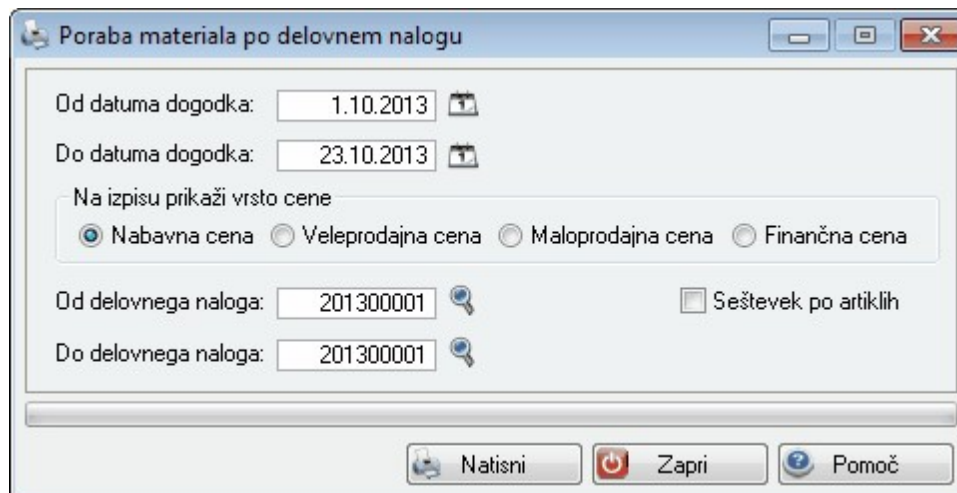 Poraba materiala po delovnem nalogu
Od datuma dogodka: 1.10.2013
Do datuma dogodka: 23.10.2013
Na izpisu prikaži vrsto cene
Nabavna cena Veleprodajna cena Maloprodajna cena Finančna cena
Od delovnega naloga: 201300001 Seštevek po artiklih
Do delovnega naloga: 201300001
Natisni Zapri Pomoč